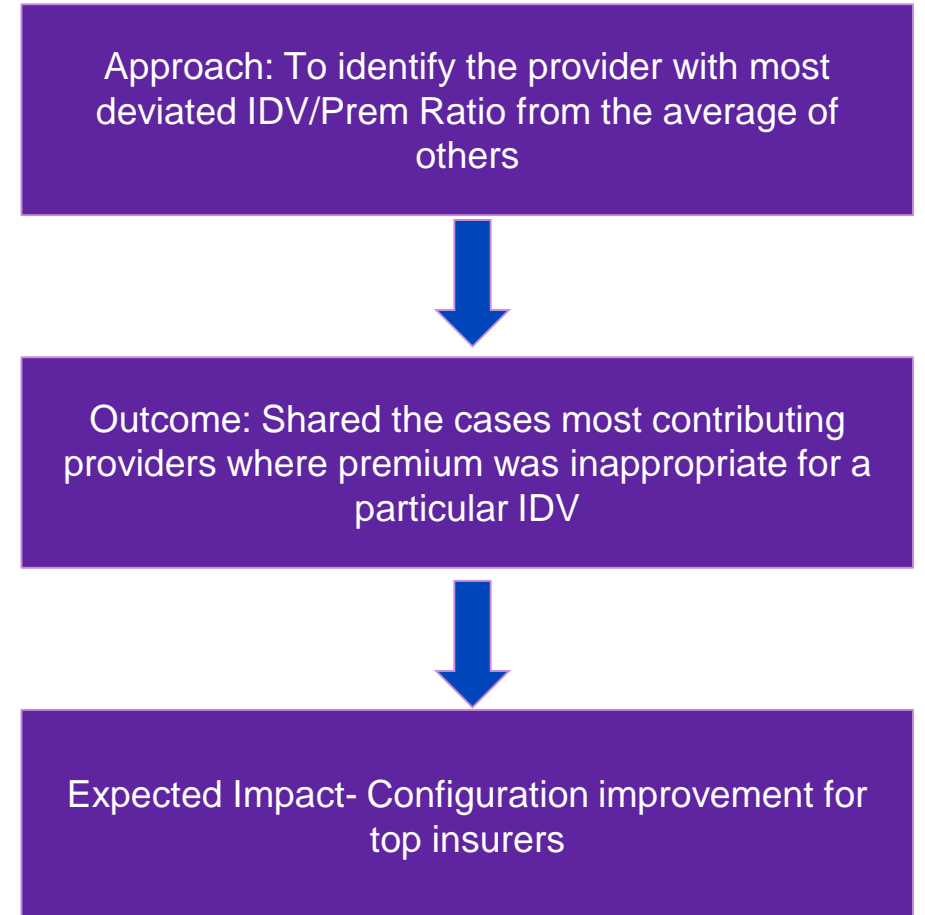 Approach: To identify the provider with most
deviated IDV/Prem Ratio from the average of
others
Outcome: Shared the cases most contributing
providers where premium was inappropriate for a
particular IDV
Expected Impact- Configuration improvement for
top insurers